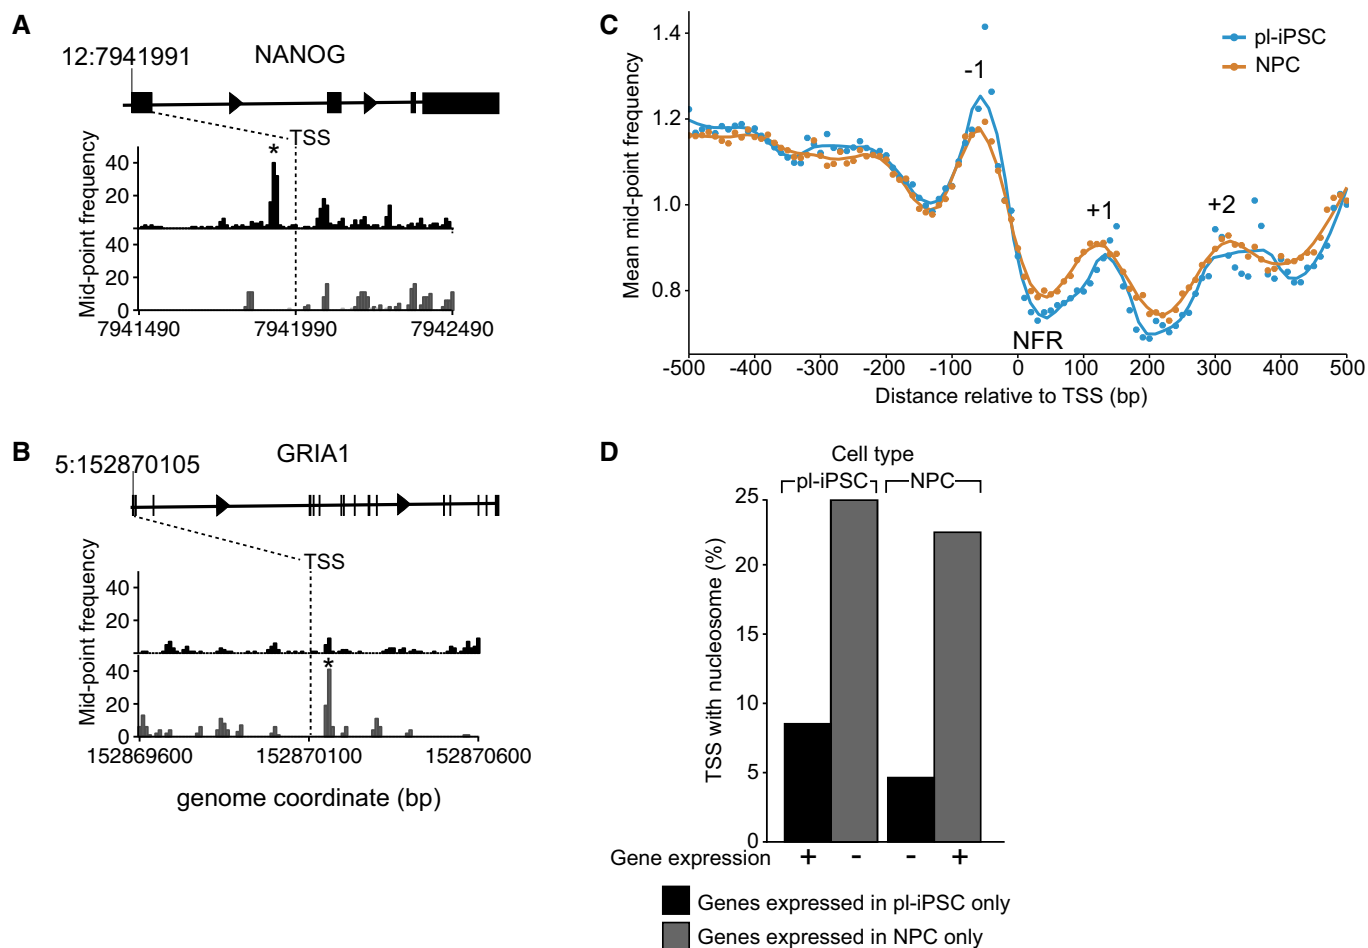 A
12:7941991
NANOG
TSS
*
Mid-point frequency
40
20
40
20
0
7941490
7941990
7942490
B
5:152870105
GRIA1
TSS
*
Mid-point frequency
40
20
40
20
0
152869600
152870100
152870600
genome coordinate (bp)
C
Mean mid-point frequency
1.4
1.2
1.0
0.8
-1
+1
+2
NFR
pl-iPSC
NPC
-500
-400
-300
-200
-100
0
100
200
300
400
500
Distance relative to TSS (bp)
D
Cell type
pl-iPSC
NPC
TSS with nucleosome (%)
25
20
15
10
5
0
Gene expression + - - +
Genes expressed in pl-iPSC only
Genes expressed in NPC only